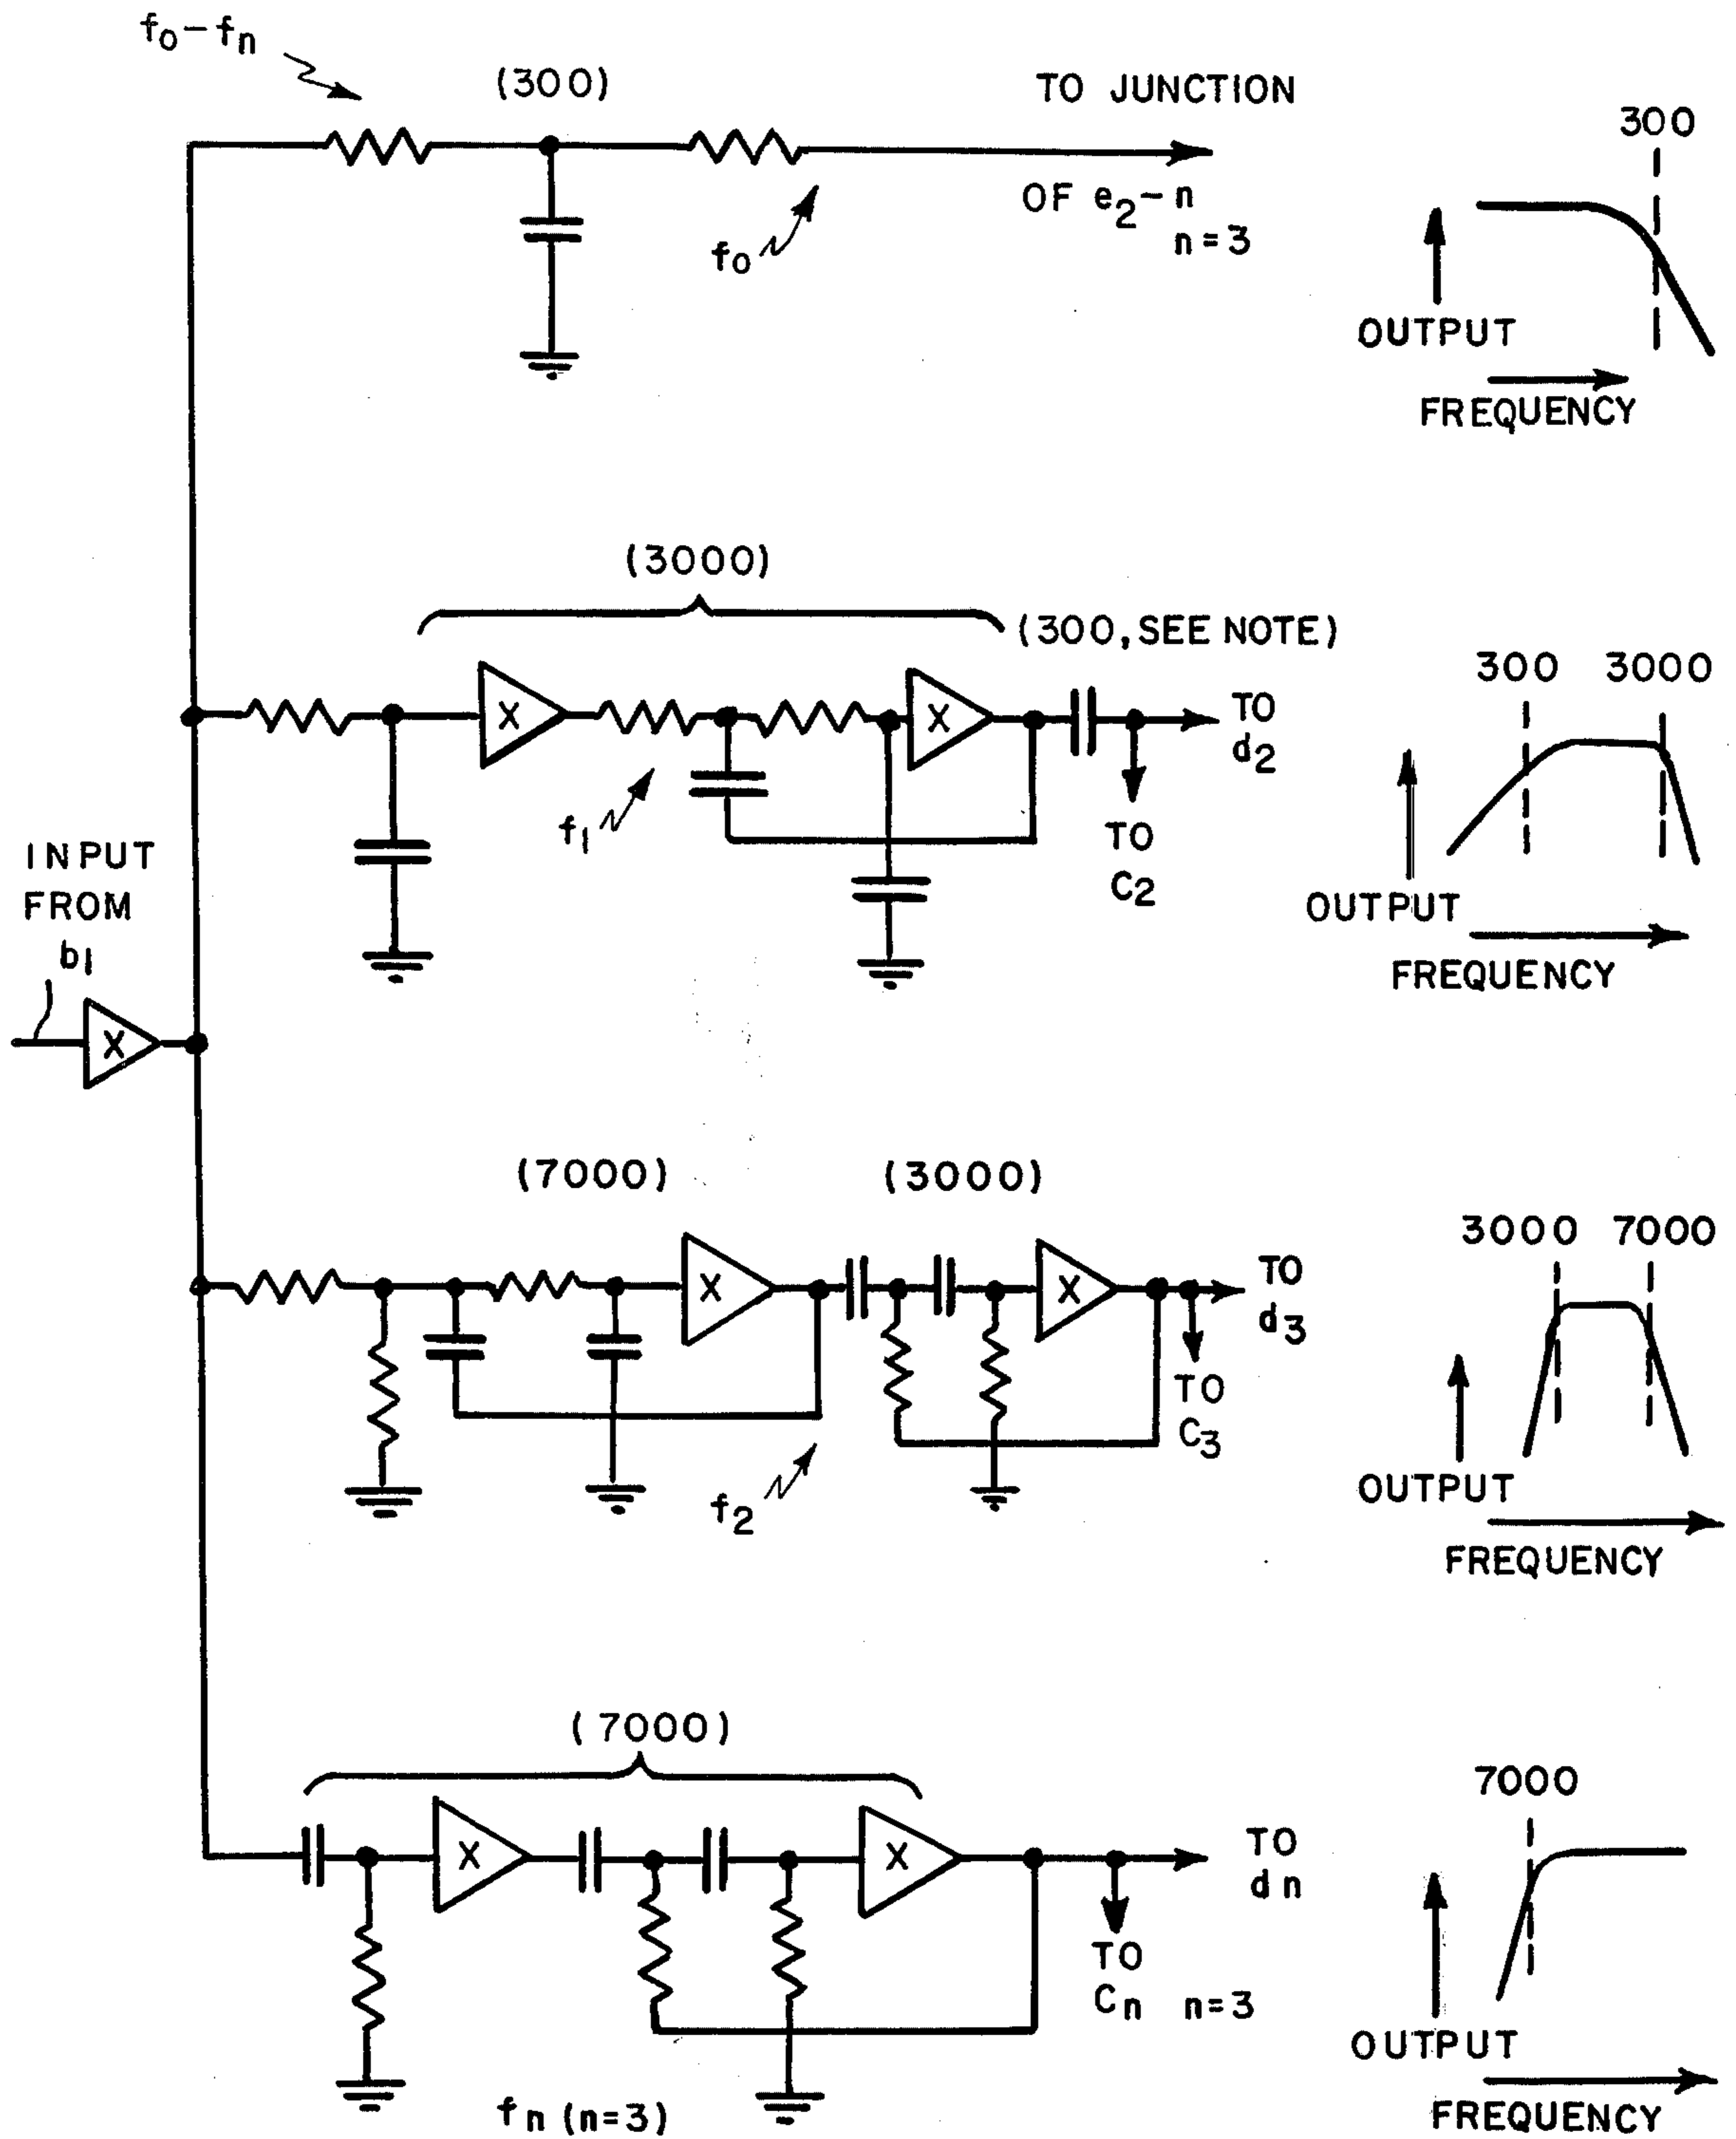 fo-fn
(300)
TO JUNCTION
OF e2-n
n=3
fo
300
OUTPUT
FREQUENCY
(3000)
(300, SEE NOTE)
X
X
f1
TO
d2
TO
C2
300 3000
OUTPUT
FREQUENCY
INPUT
FROM
b1
X
(7000)
(3000)
X
X
TO
d3
TO
C3
f2
3000 7000
OUTPUT
FREQUENCY
(7000)
X
X
TO
dn
TO
Cn n=3
fn (n=3)
7000
OUTPUT
FREQUENCY